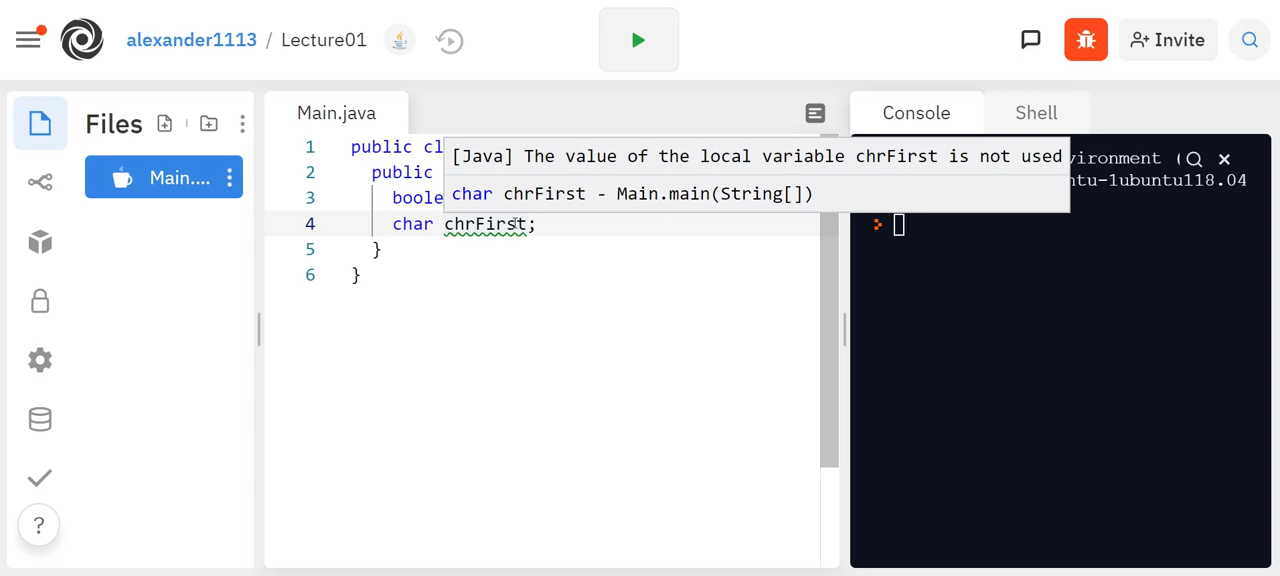 alexander1113 / Lecture01
Invite
Files
Main....
Main.java
Console
Shell
1 public cl
[Java] The value of the local variable chrFirst is not used
2 public
char chrFirst - Main.main(String[])
3 boole
4 char chrFirst;
5 }
6 }
vironment (
ntu-1ubuntu118.04
?